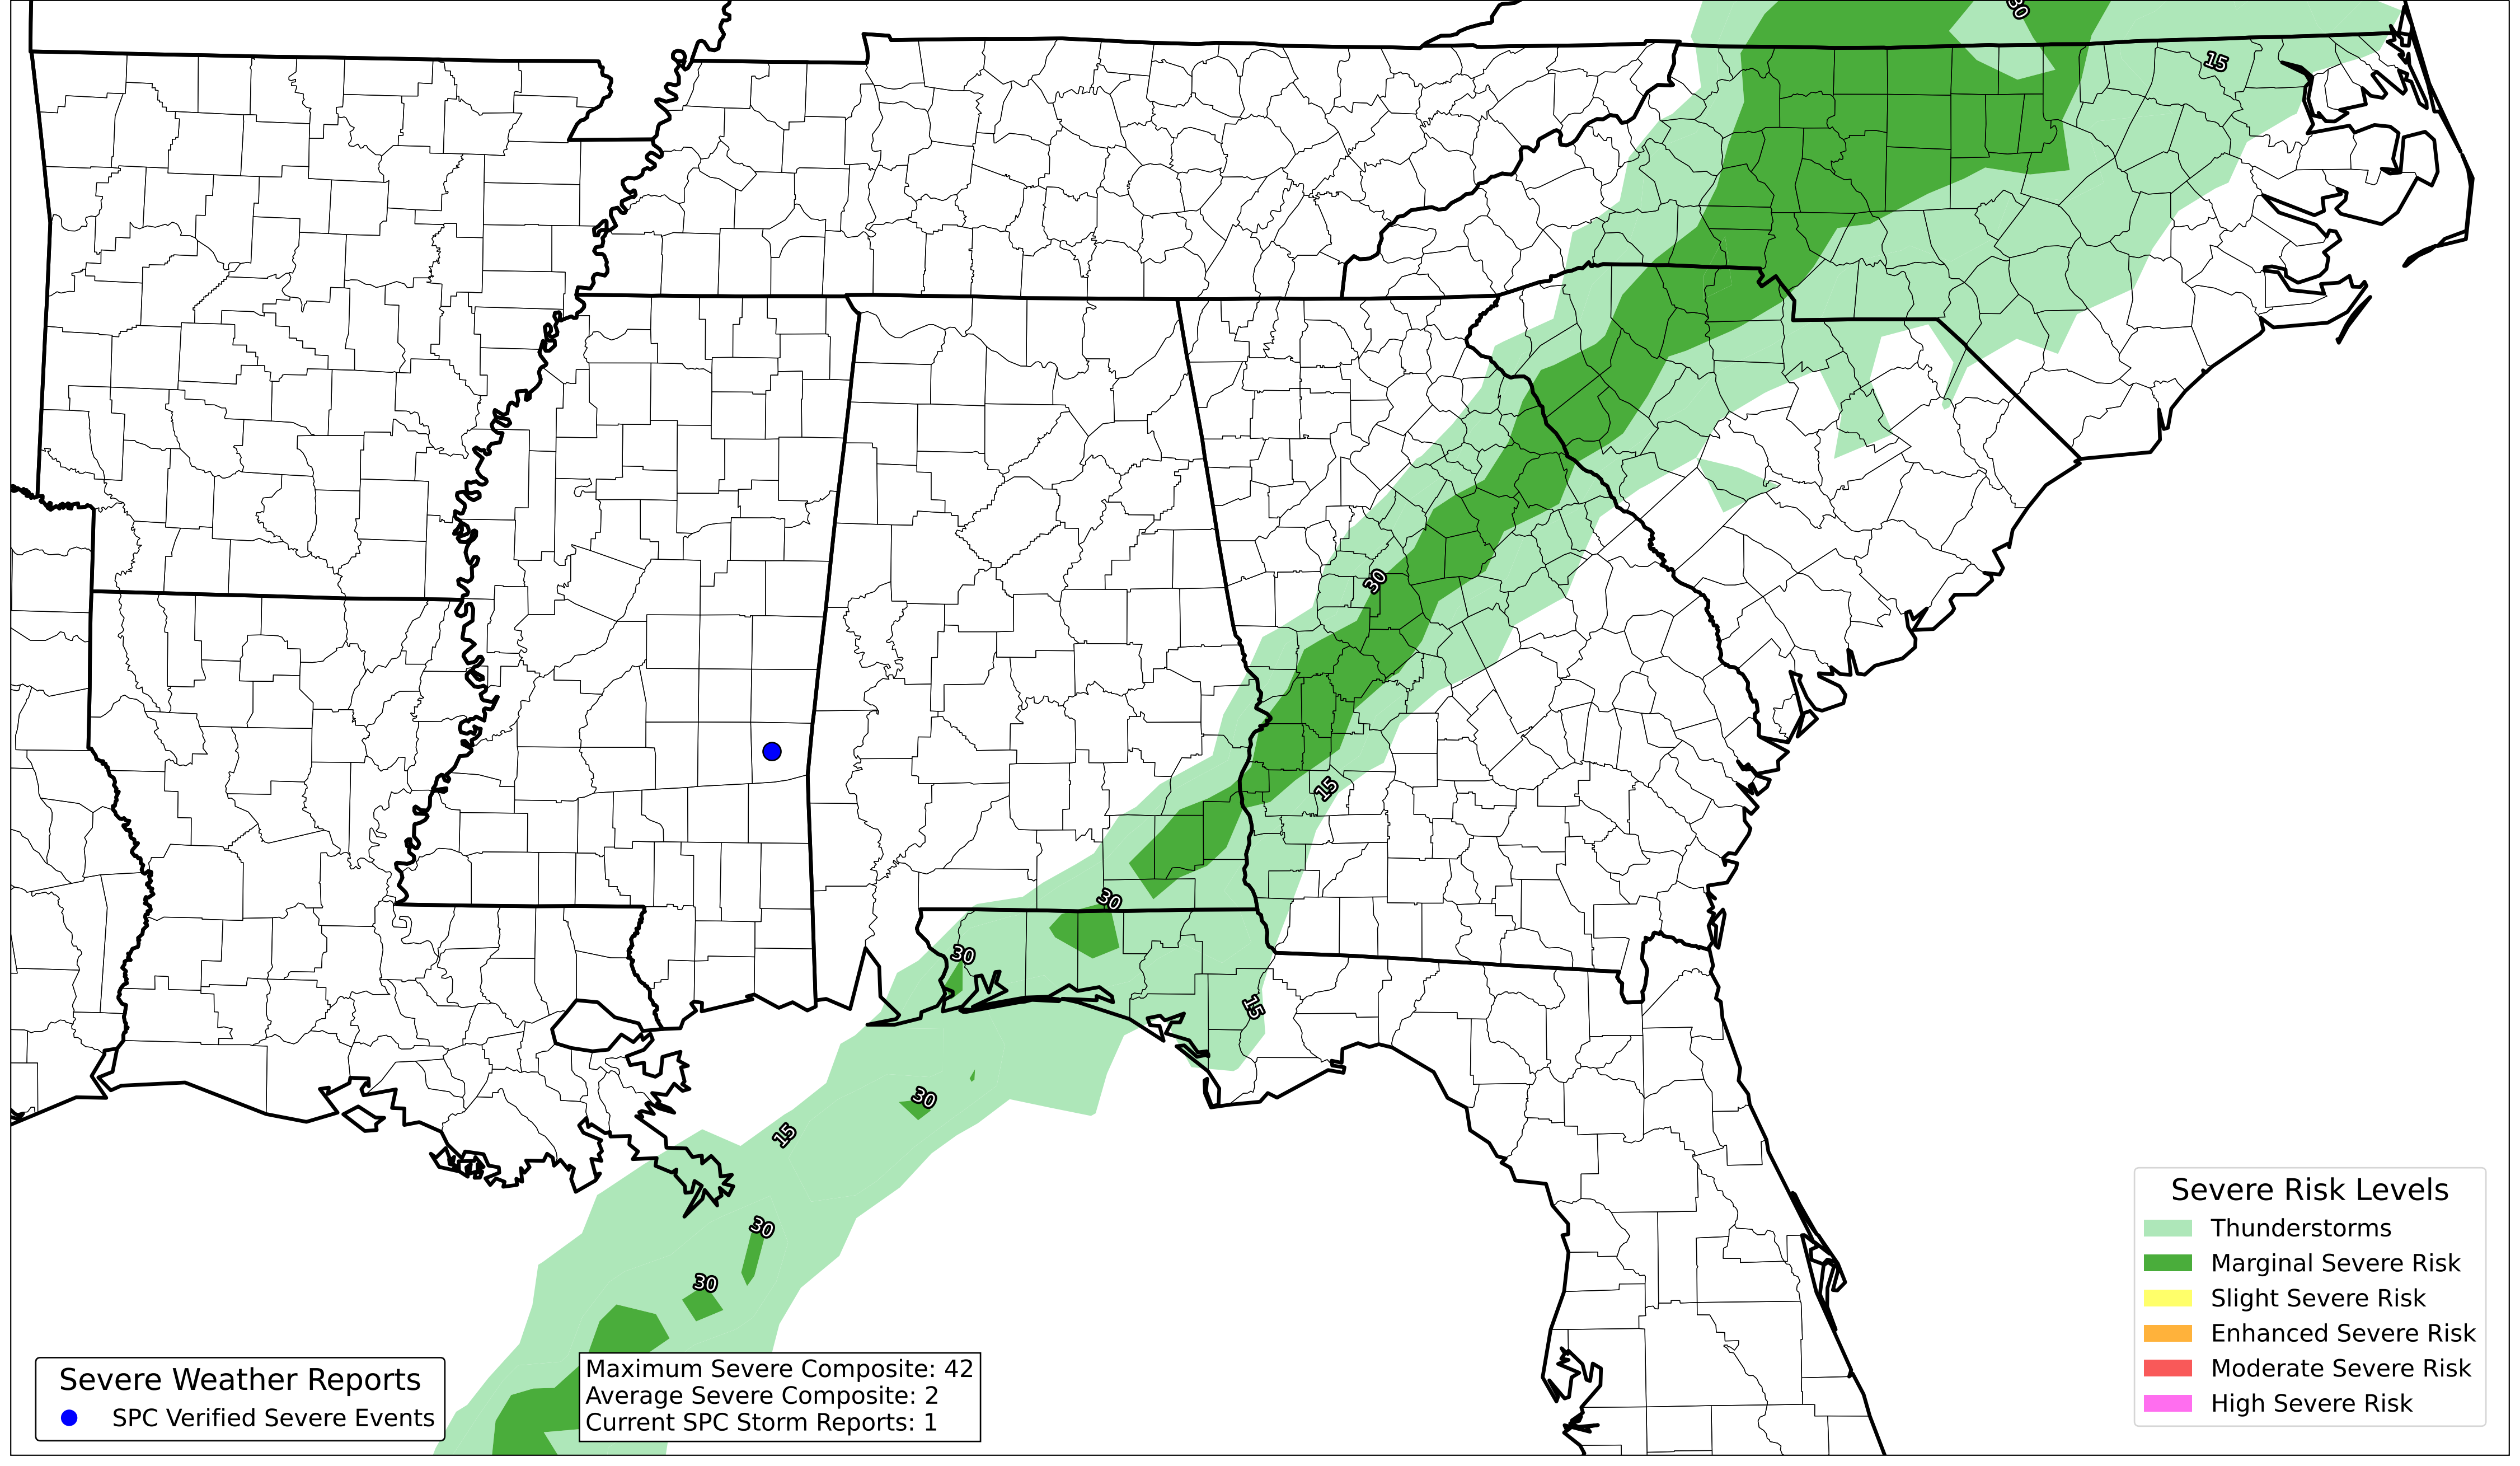 30
15
30
15
30
30
15
30
15
30
30
Severe Risk Levels
Thunderstorms
Marginal Severe Risk
Slight Severe Risk
Enhanced Severe Risk
Moderate Severe Risk
High Severe Risk
Severe Weather Reports
SPC Verified Severe Events
Maximum Severe Composite: 42
Average Severe Composite: 2
Current SPC Storm Reports: 1